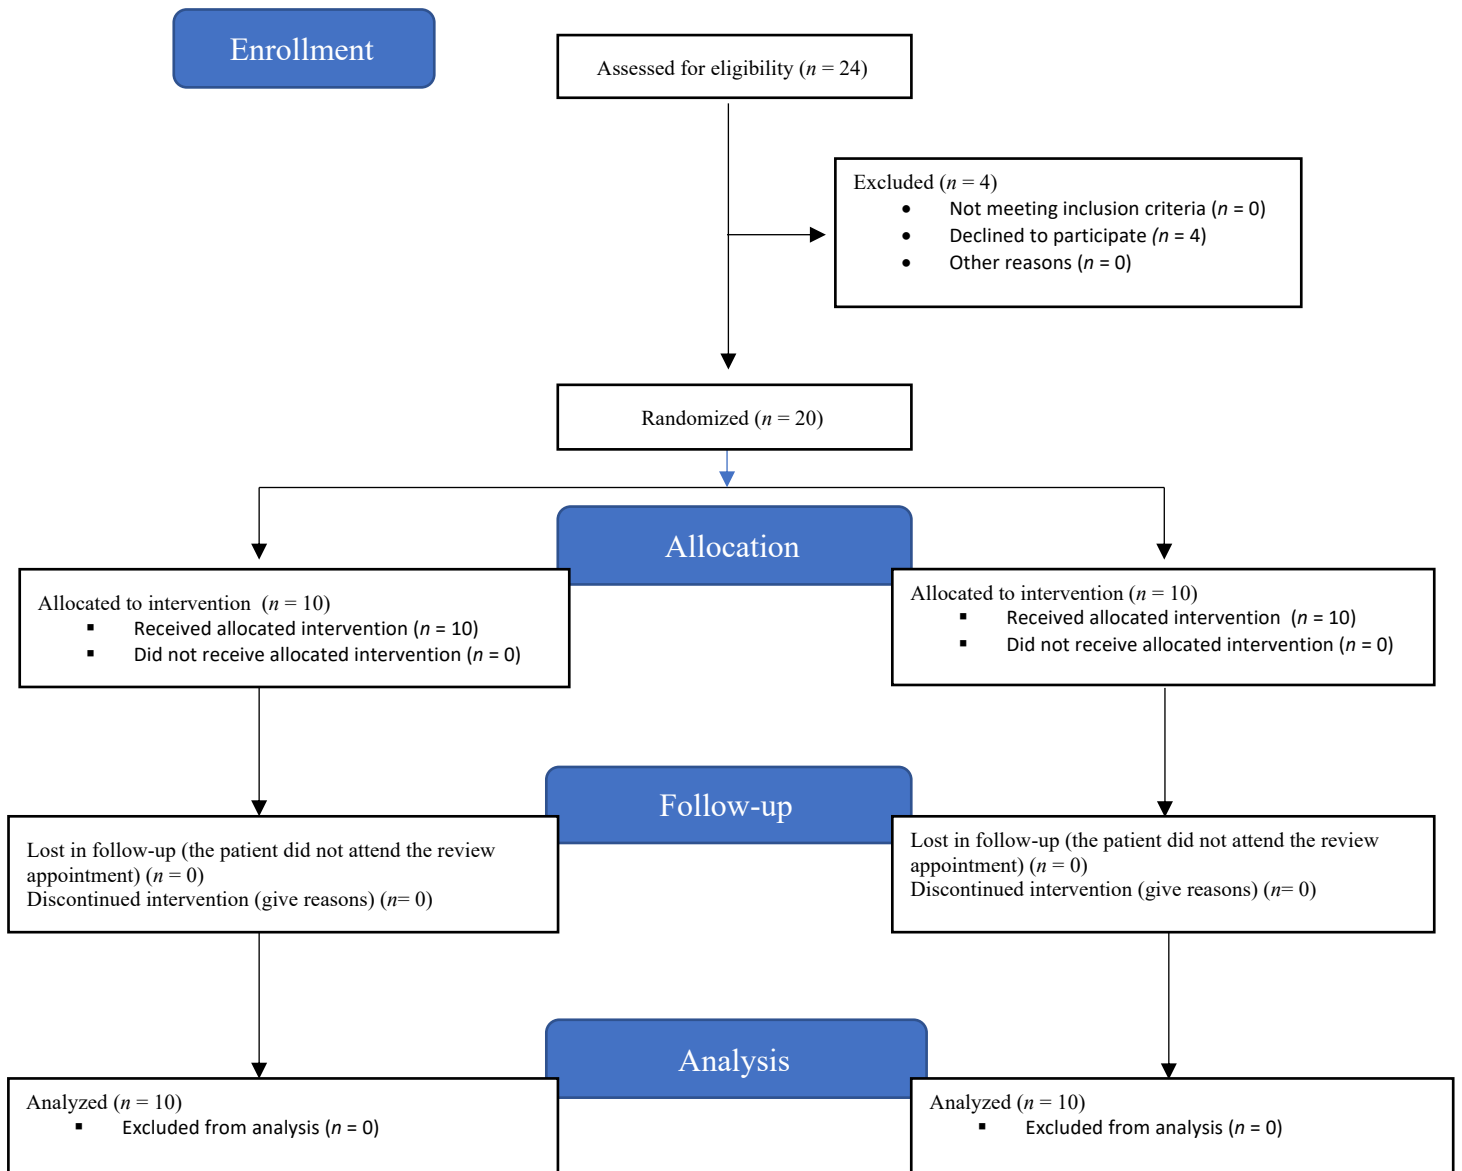 Enrollment
Assessed for eligibility (n = 24)
Excluded (n = 4)
• Not meeting inclusion criteria (n = 0)
• Declined to participate (n = 4)
• Other reasons (n = 0)
Randomized (n = 20)
Allocation
Allocated to intervention (n = 10)
▪ Received allocated intervention (n = 10)
▪ Did not receive allocated intervention (n = 0)
Allocated to intervention (n = 10)
▪ Received allocated intervention (n = 10)
▪ Did not receive allocated intervention (n = 0)
Follow-up
Lost in follow-up (the patient did not attend the review
appointment) (n = 0)
Discontinued intervention (give reasons) (n= 0)
Lost in follow-up (the patient did not attend the review
appointment) (n = 0)
Discontinued intervention (give reasons) (n= 0)
Analysis
Analyzed (n = 10)
▪ Excluded from analysis (n = 0)
Analyzed (n = 10)
▪ Excluded from analysis (n = 0)